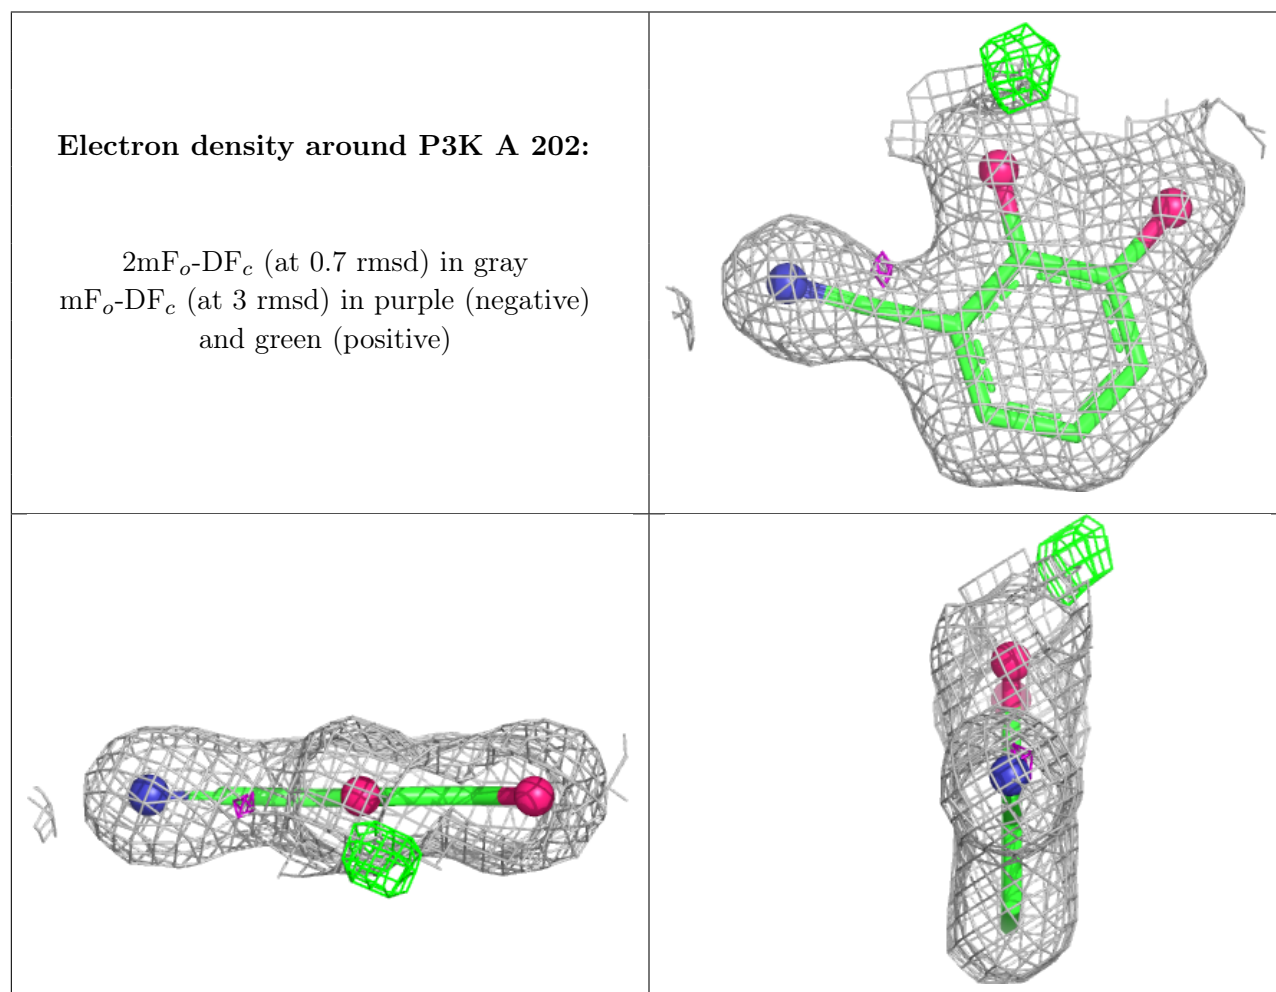 Electron density around P3K A 202:
2mFₒ-DF𝑐 (at 0.7 rmsd) in gray
mFₒ-DF𝑐 (at 3 rmsd) in purple (negative)
and green (positive)